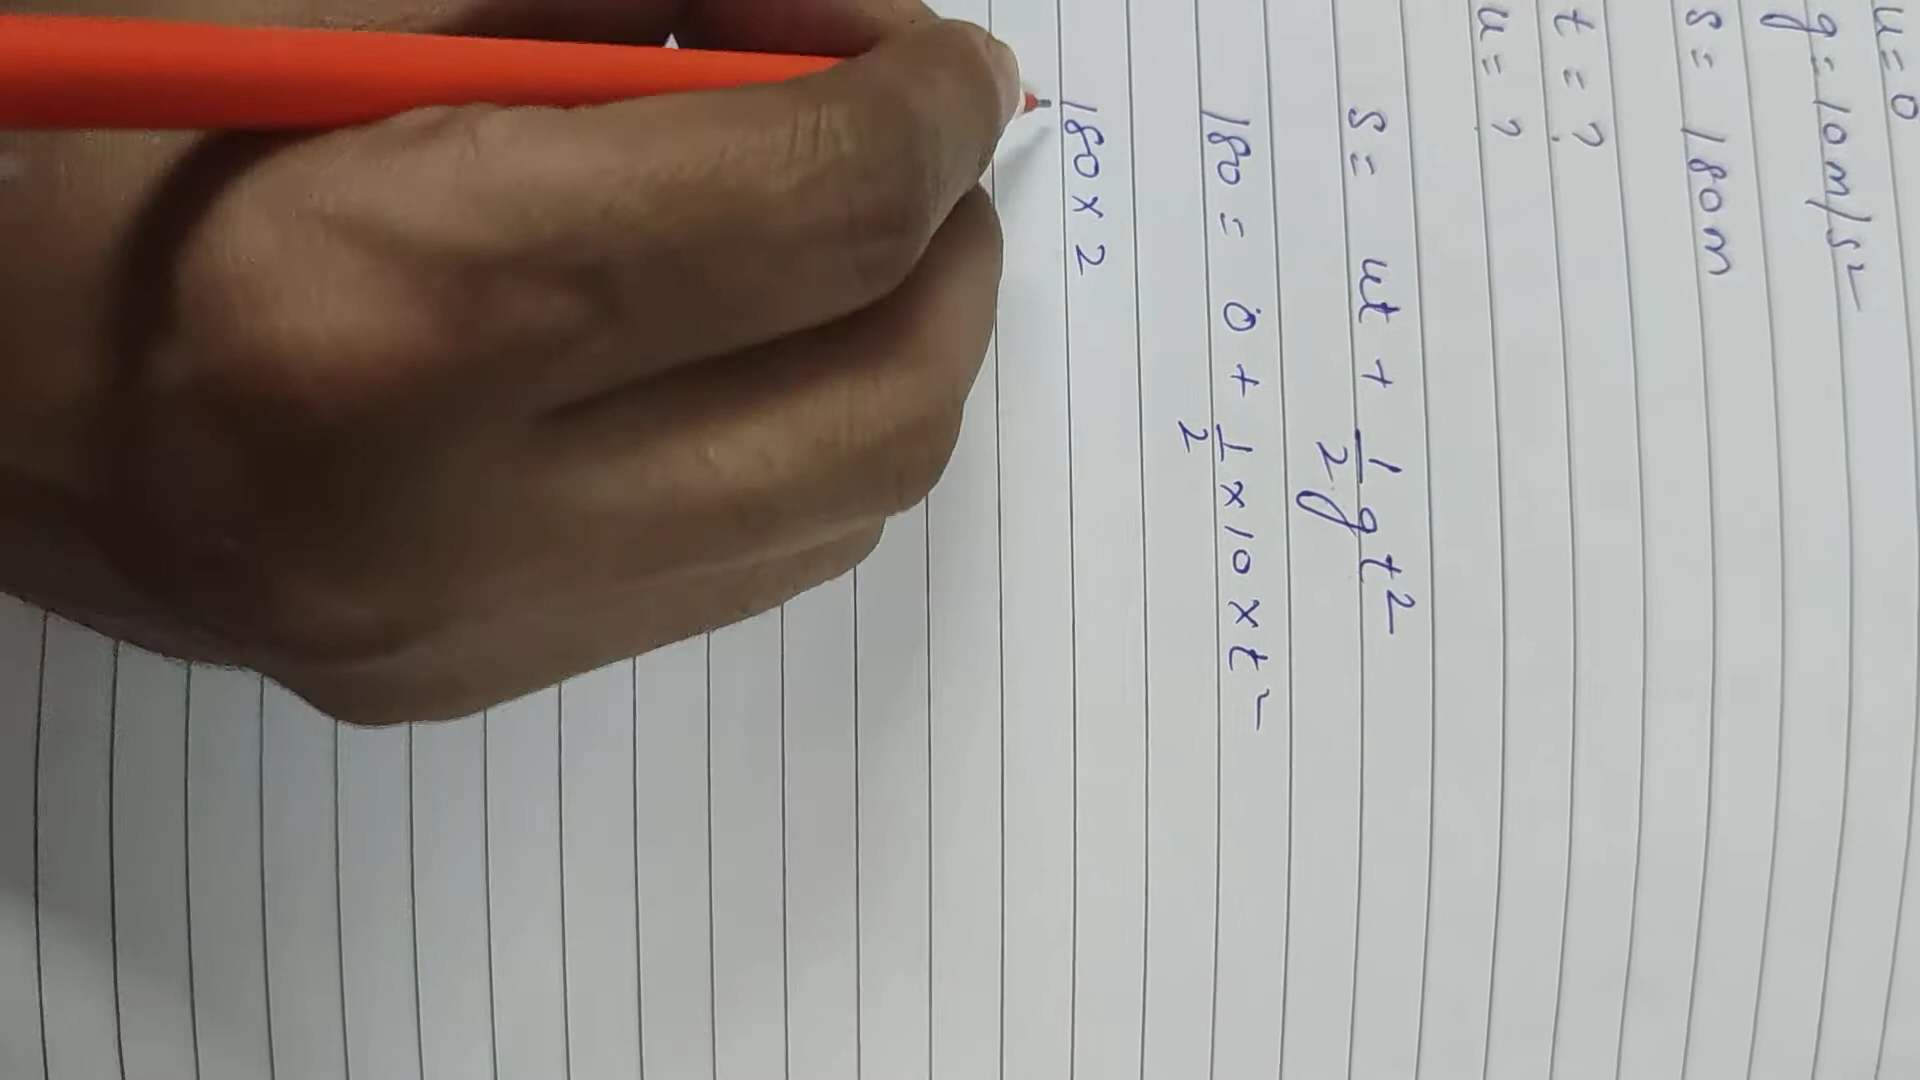 u=0
g=10m/s²
s= 180m
t = ?
u= ?
s= ut + 1/2 gt²
180 = 0 + 1/2 × 10 × t²
180 × 2